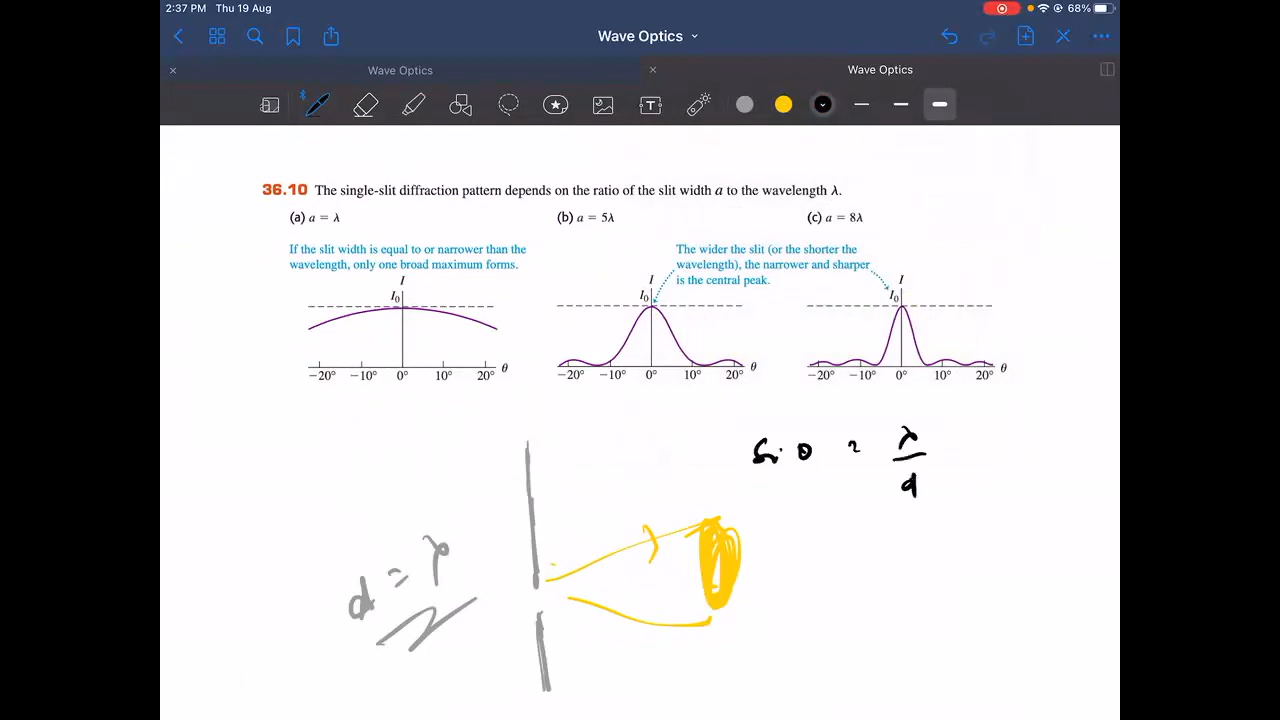 2:37 PM Thu 19 Aug
68%
Wave Optics
Wave Optics
Wave Optics
T
36.10 The single-slit diffraction pattern depends on the ratio of the slit width a to the wavelength λ.
(a) a = λ
(b) a = 5λ
(c) a = 8λ
If the slit width is equal to or narrower than the
wavelength, only one broad maximum forms.
The wider the slit (or the shorter the
wavelength), the narrower and sharper
is the central peak.
I
I₀
−20° −10° 0° 10° 20° θ
I
I₀
−20° −10° 0° 10° 20° θ
I
I₀
−20° −10° 0° 10° 20° θ
Sin θ = λ
d
d = λ